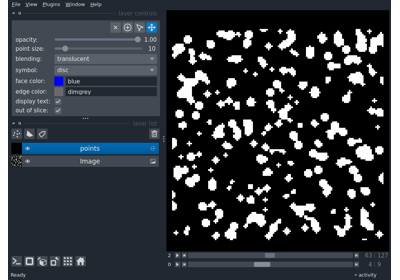 File View Plugins Window Help
layer controls
opacity: 1.00
point size: 10
blending: translucent
symbol: disc
face color: blue
edge color: dimgrey
display text:
out of slice:
layer list
points
Image
2 63 127
0 4 9
Ready activity